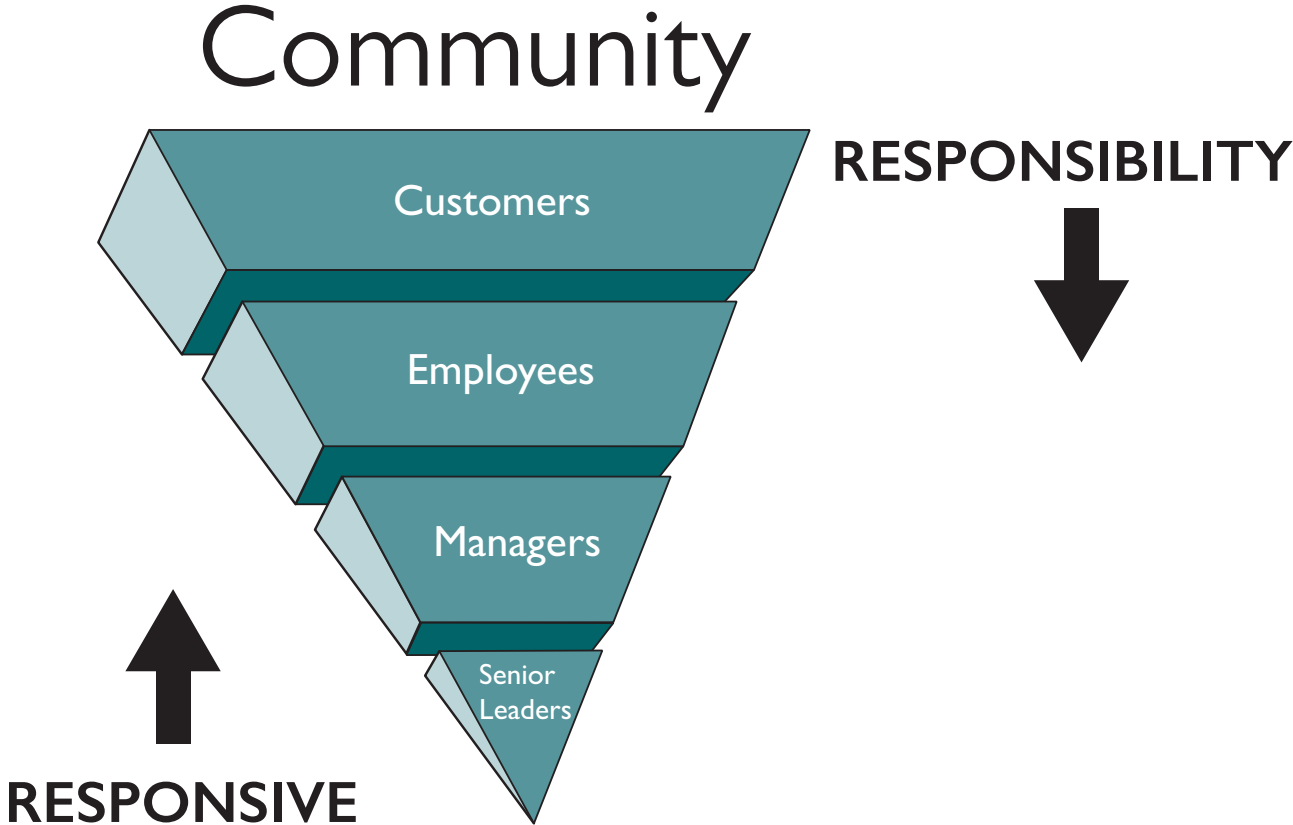 Community
RESPONSIBILITY
Customers
Employees
Managers
Senior
Leaders
RESPONSIVE